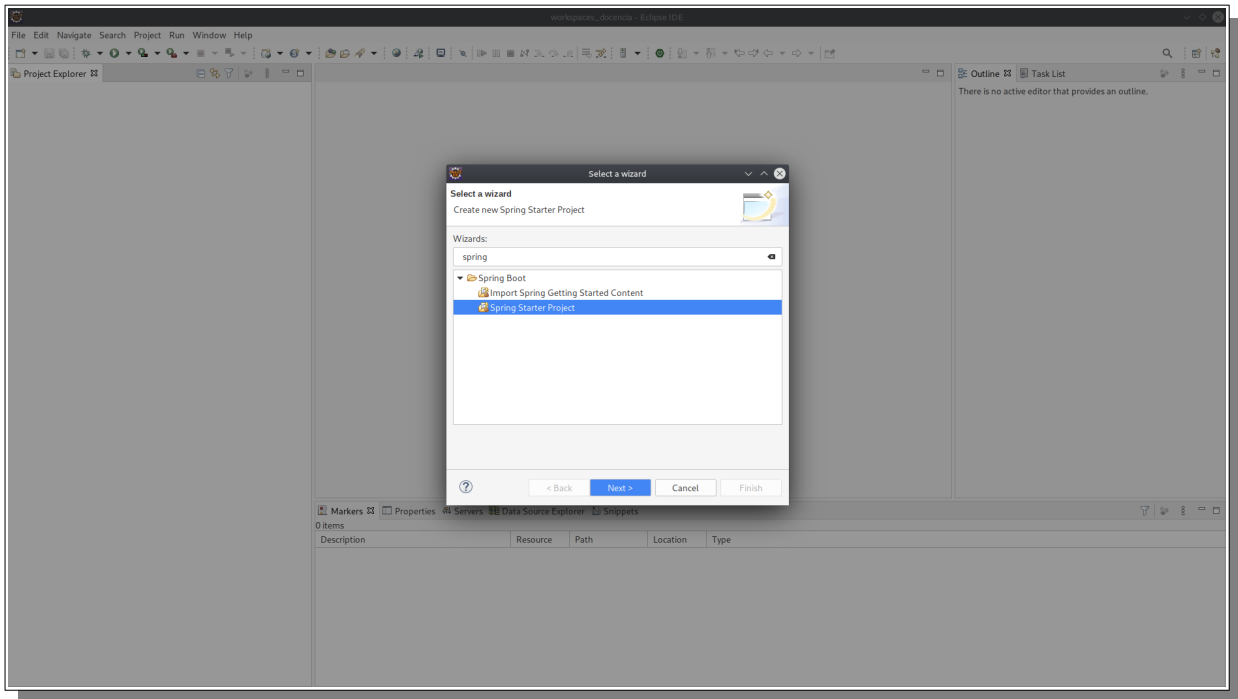 workspaces_docencia - Eclipse IDE
File Edit Navigate Search Project Run Window Help
Project Explorer
Outline Task List
There is no active editor that provides an outline.
Select a wizard
Select a wizard
Create new Spring Starter Project
Wizards:
spring
Spring Boot
Import Spring Getting Started Content
Spring Starter Project
? < Back Next > Cancel Finish
Markers Properties Servers Data Source Explorer Snippets
0 items
Description Resource Path Location Type